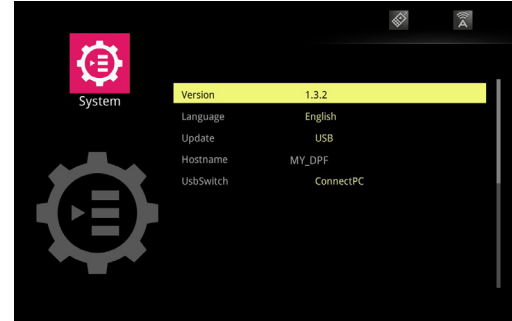 A
System
Version 1.3.2
Language English
Update USB
Hostname MY_DPF
UsbSwitch ConnectPC